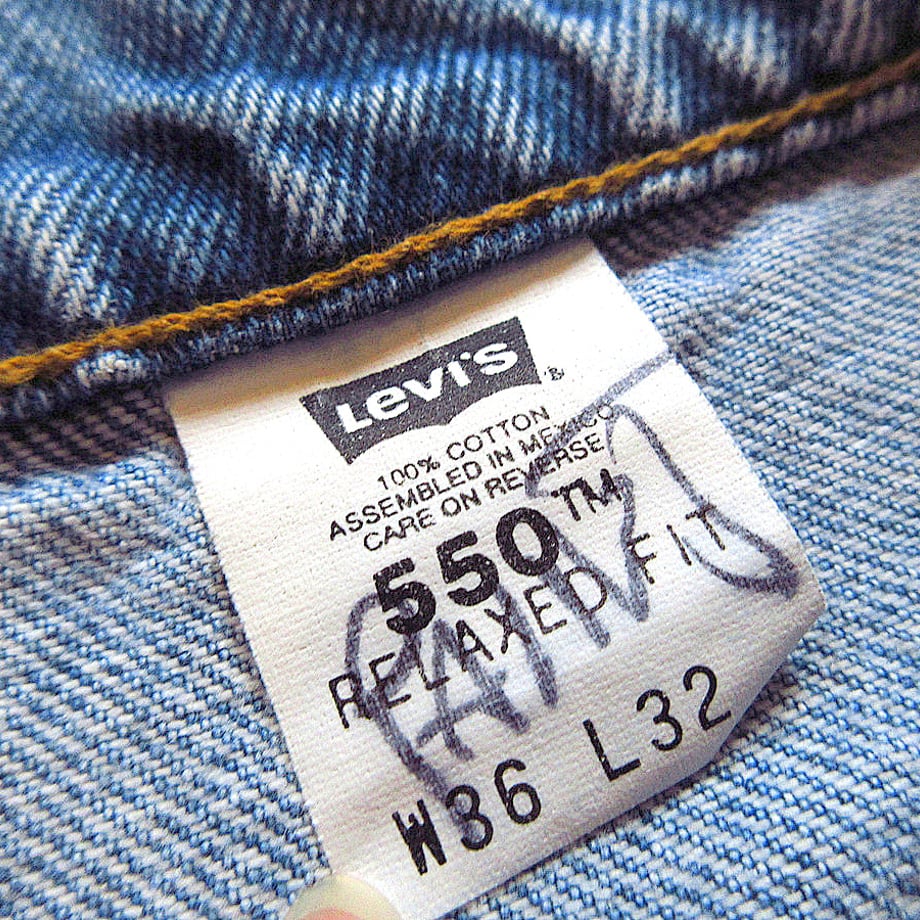 Levi's®
100% COTTON
ASSEMBLED IN MEXICO
CARE ON REVERSE
550™
RELAXED FIT
W36 L32